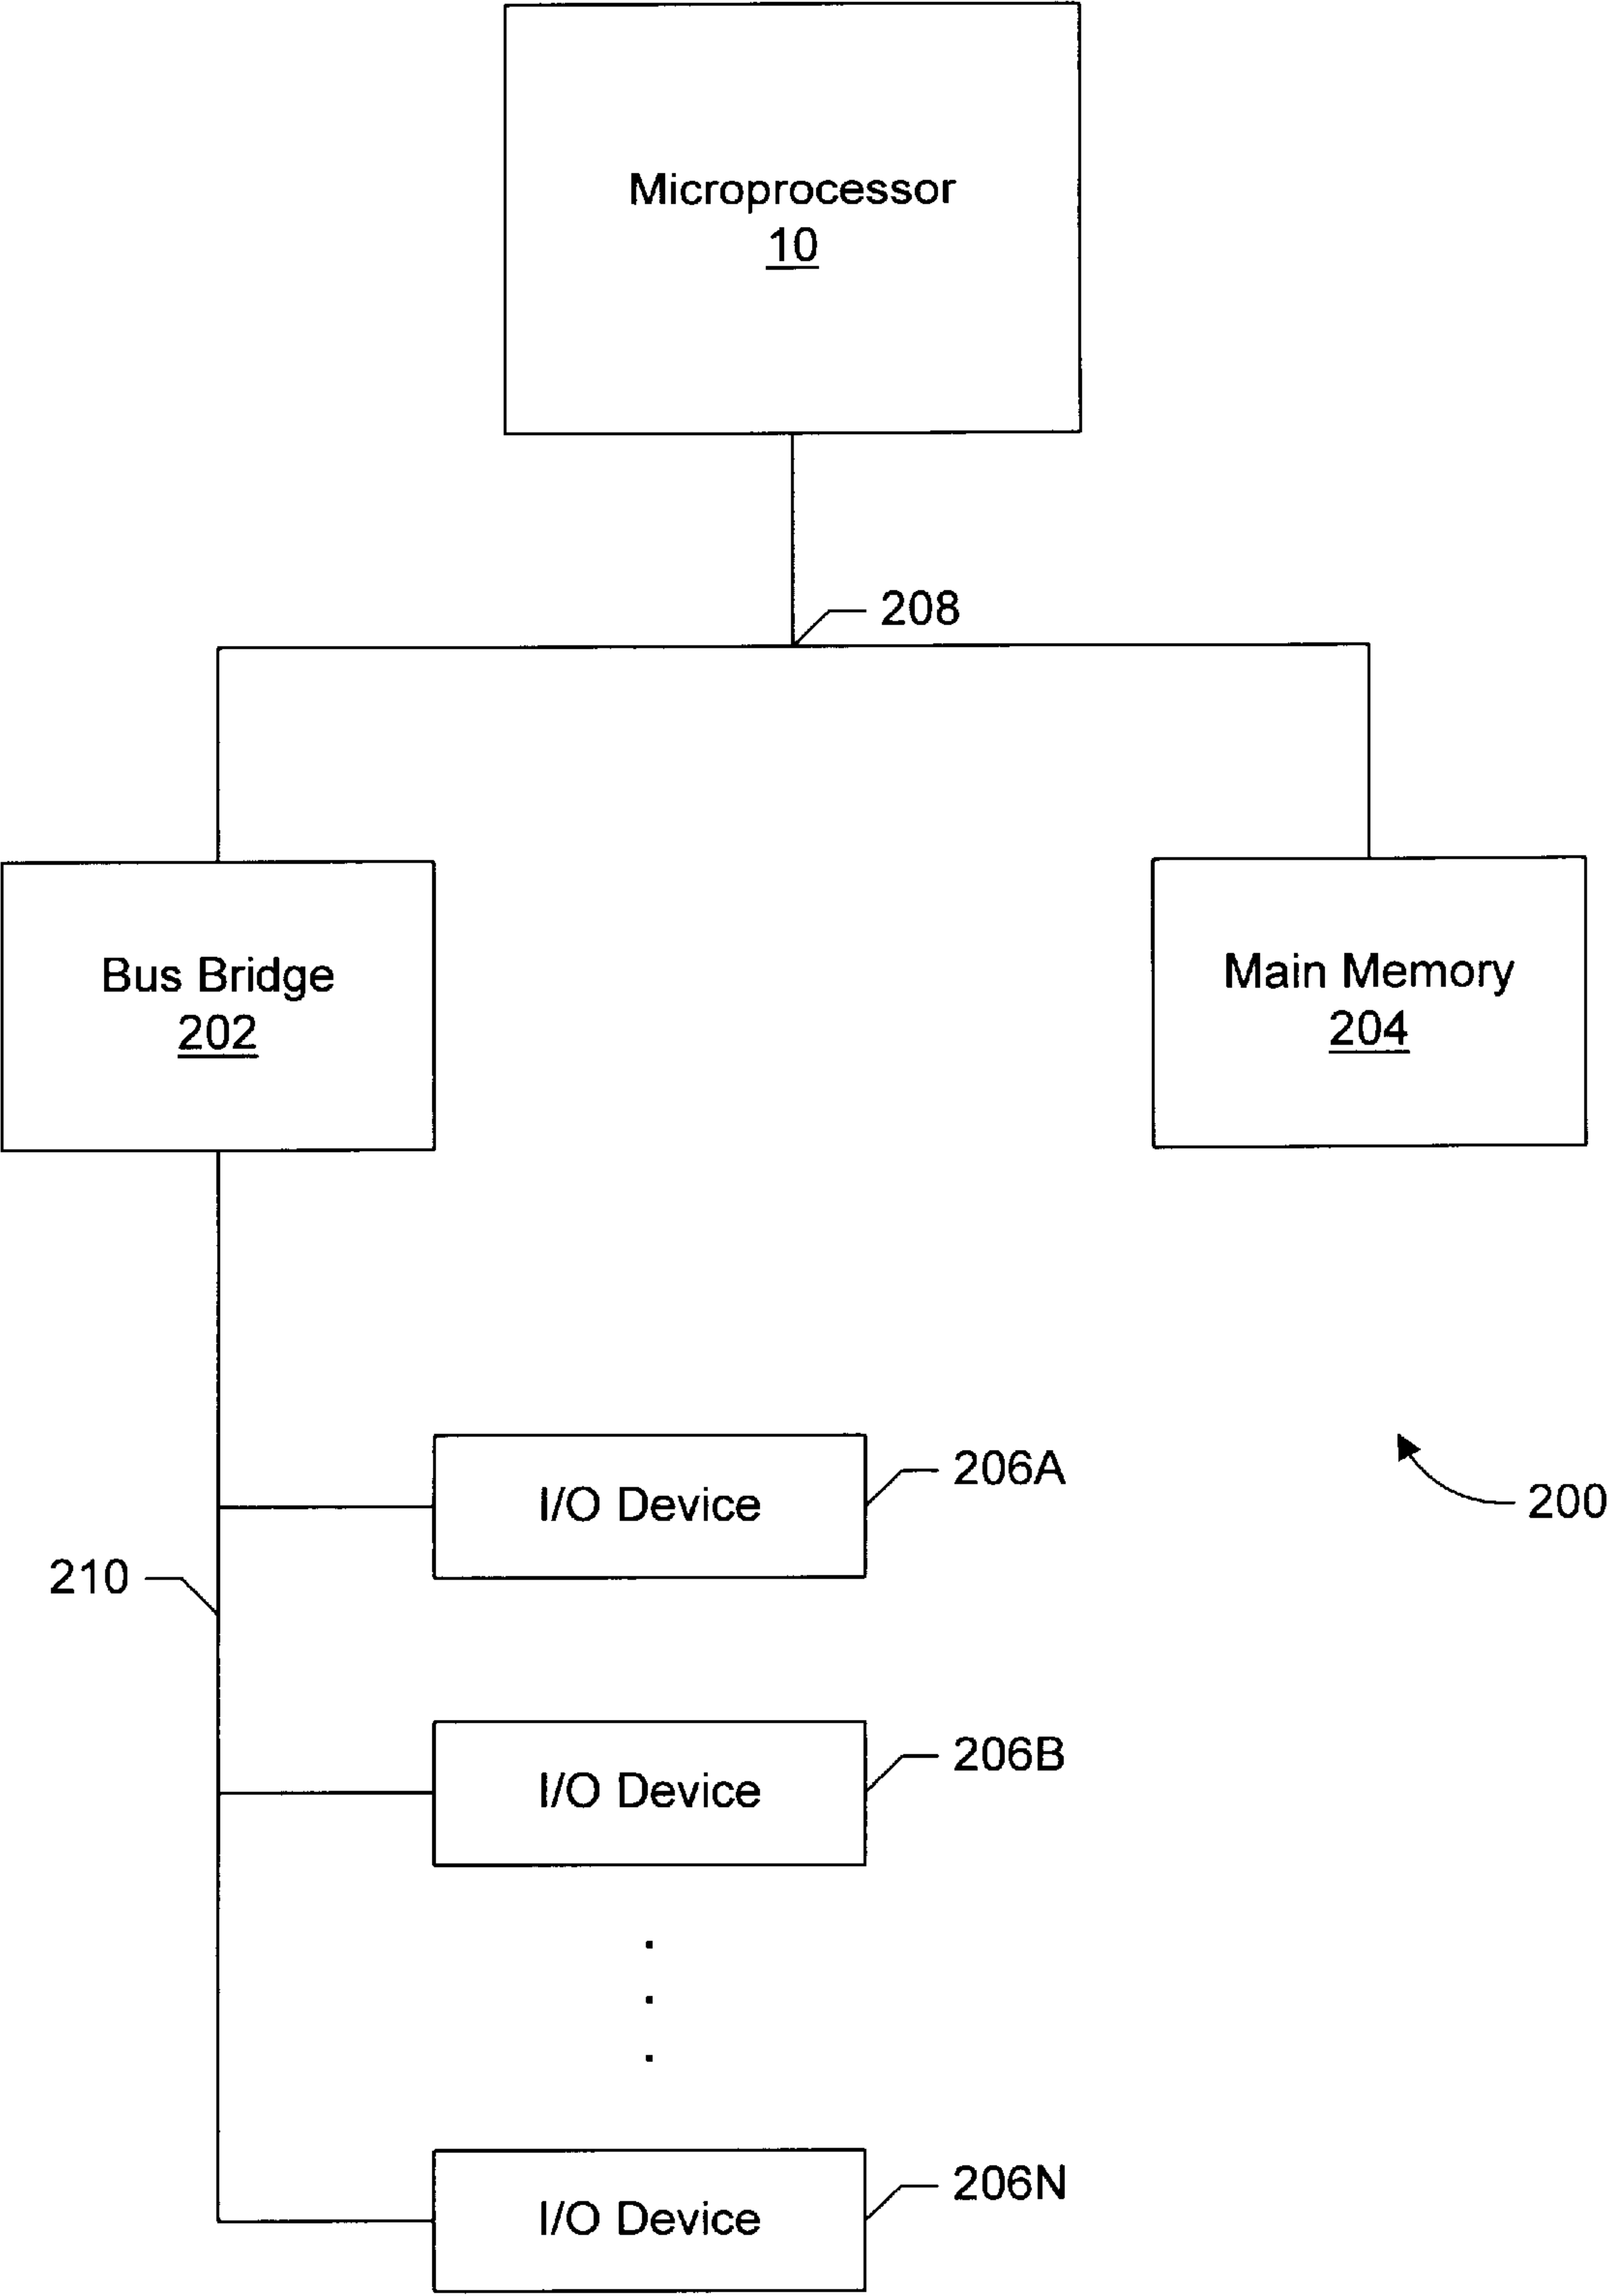 Microprocessor
10
208
Bus Bridge
202
Main Memory
204
I/O Device
206A
200
210
I/O Device
206B
.
.
.
I/O Device
206N